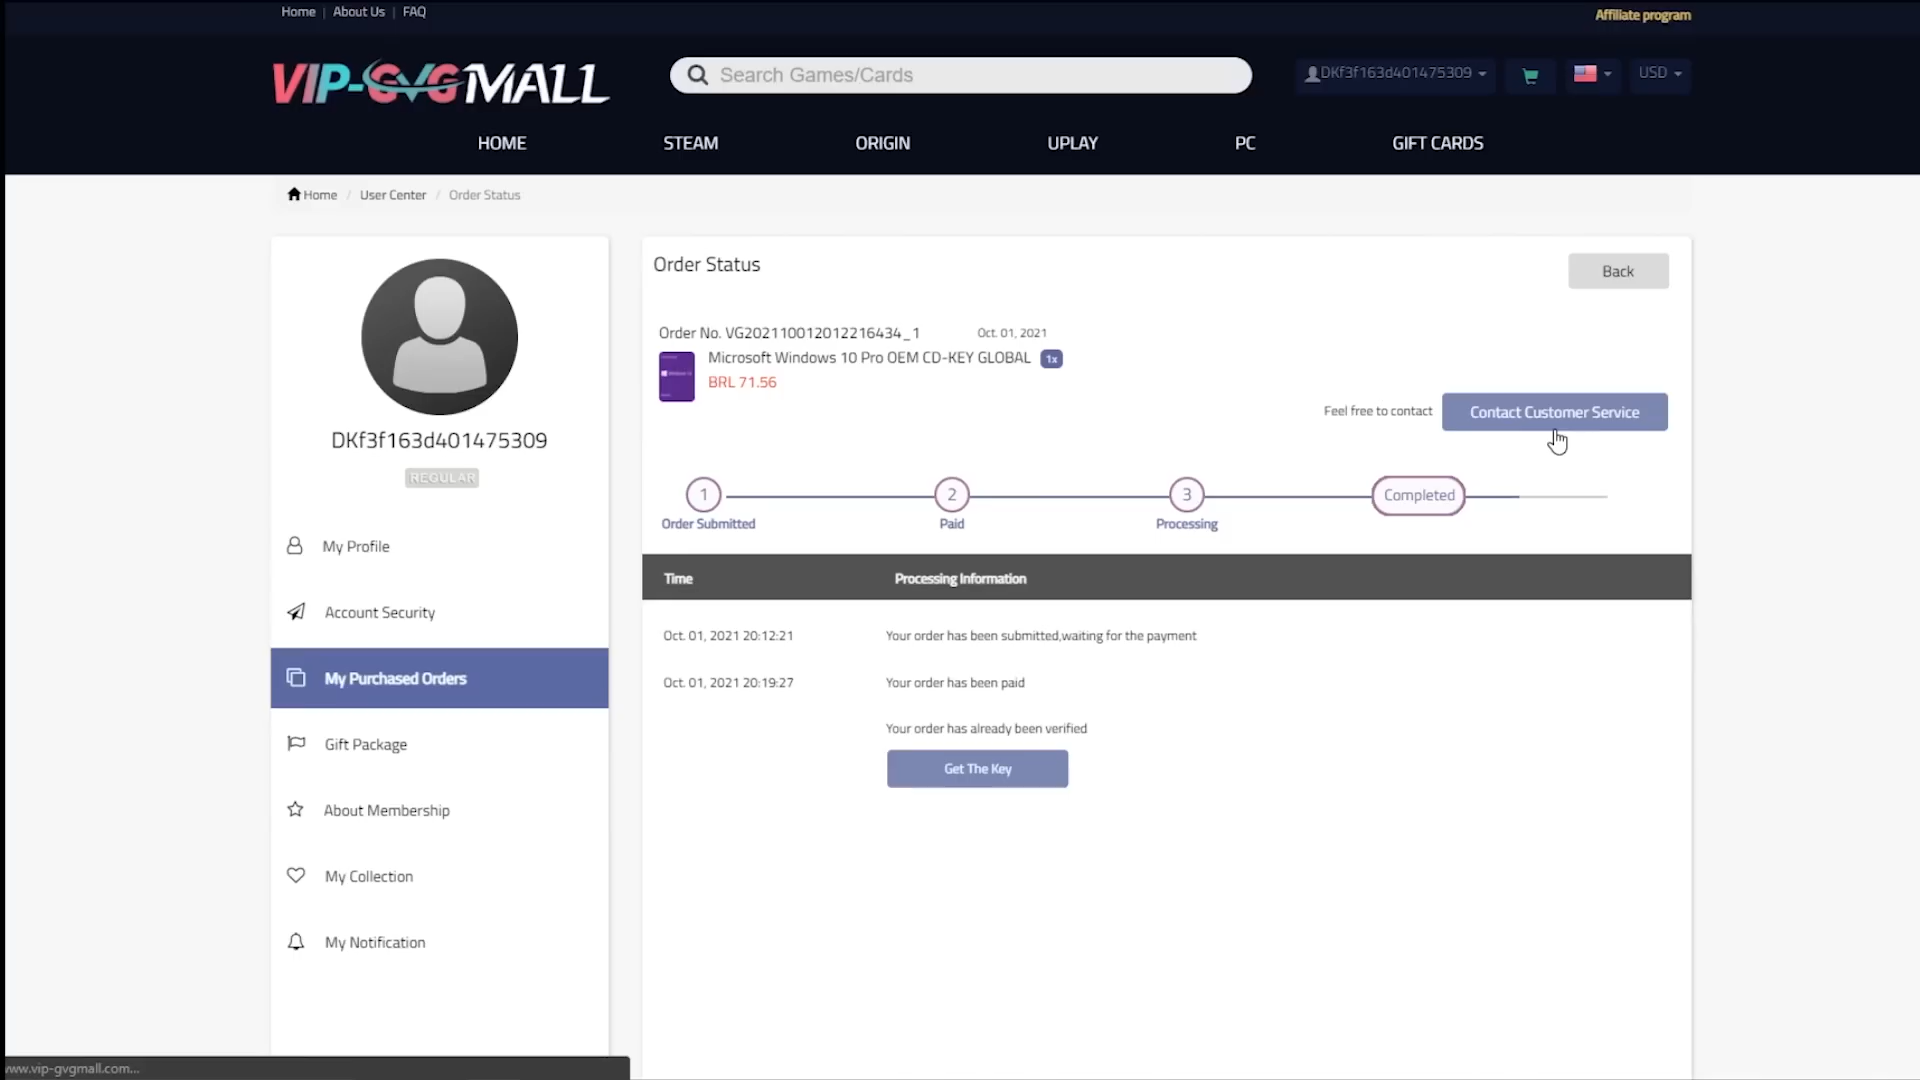 Home | About Us | FAQ
Affiliate program
VIP-GVGMALL
Search Games/Cards
DKf3f163d401475309
USD
HOME
STEAM
ORIGIN
UPLAY
PC
GIFT CARDS
Home / User Center / Order Status
DKf3f163d401475309
REGULAR
My Profile
Account Security
My Purchased Orders
Gift Package
About Membership
My Collection
My Notification
Order Status
Back
Order No. VG202110012012216434_1
Oct. 01, 2021
Microsoft Windows 10 Pro OEM CD-KEY GLOBAL
1x
BRL 71.56
Feel free to contact
Contact Customer Service
1
2
3
Completed
Order Submitted
Paid
Processing
Time
Processing Information
Oct. 01, 2021 20:12:21
Your order has been submitted,waiting for the payment
Oct. 01, 2021 20:19:27
Your order has been paid
Your order has already been verified
Get The Key
www.vip-gvgmall.com...